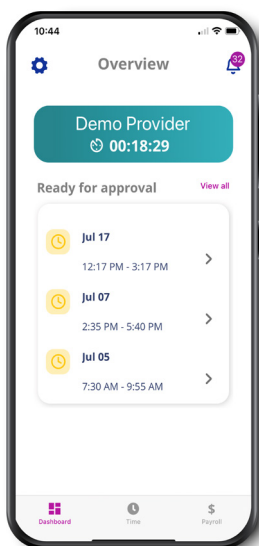 10:44
Overview
32
Demo Provider
00:18:29
Ready for approval
View all
Jul 17
12:17 PM - 3:17 PM
Jul 07
2:35 PM - 5:40 PM
Jul 05
7:30 AM - 9:55 AM
Dashboard
Time
$
Payroll